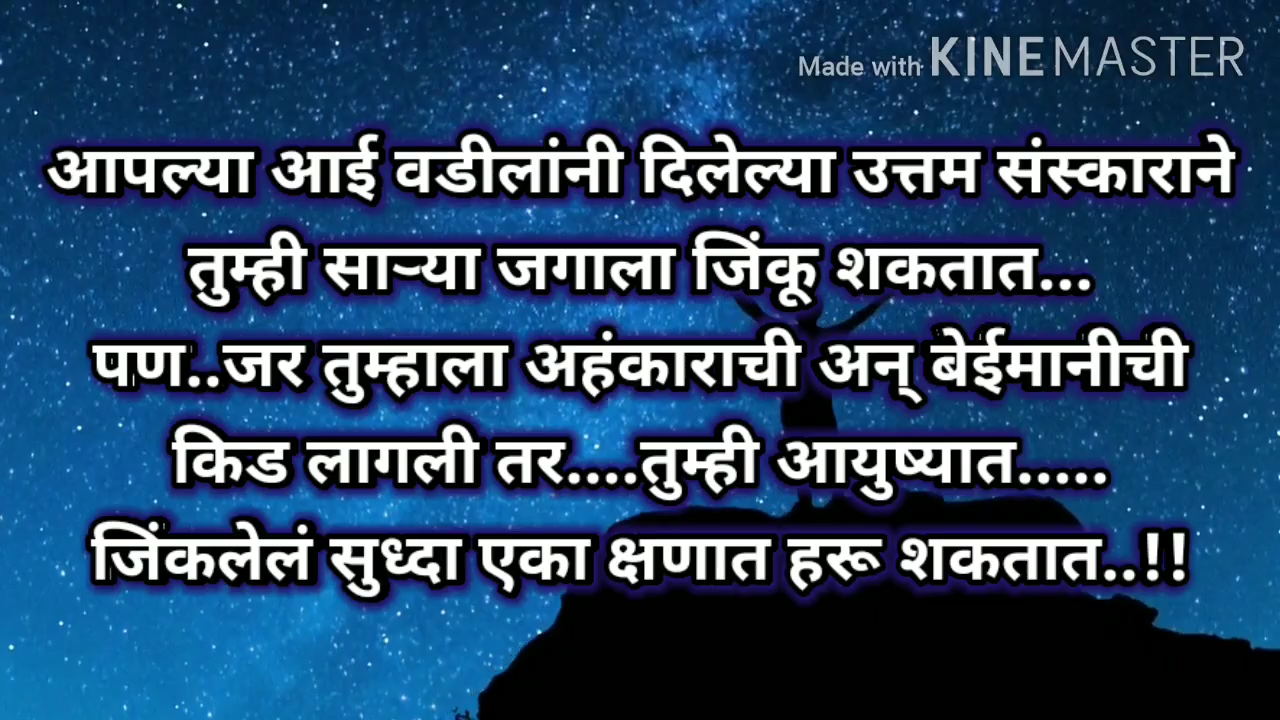 Made with KINEMASTER
आपल्या आई वडीलांनी दिलेल्या उत्तम संस्काराने
तुम्ही साऱ्या जगाला जिंकू शकतात...
पण..जर तुम्हाला अहंकाराची अन् बेईमानीची
किड लागली तर....तुम्ही आयुष्यात.....
जिंकलेलं सुध्दा एका क्षणात हरू शकतात..!!